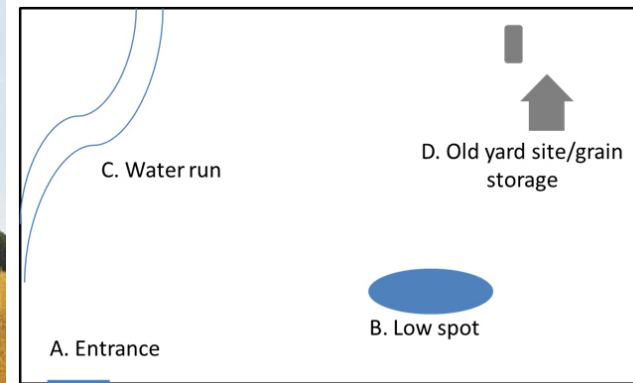 C. Water run
D. Old yard site/grain
storage
B. Low spot
A. Entrance